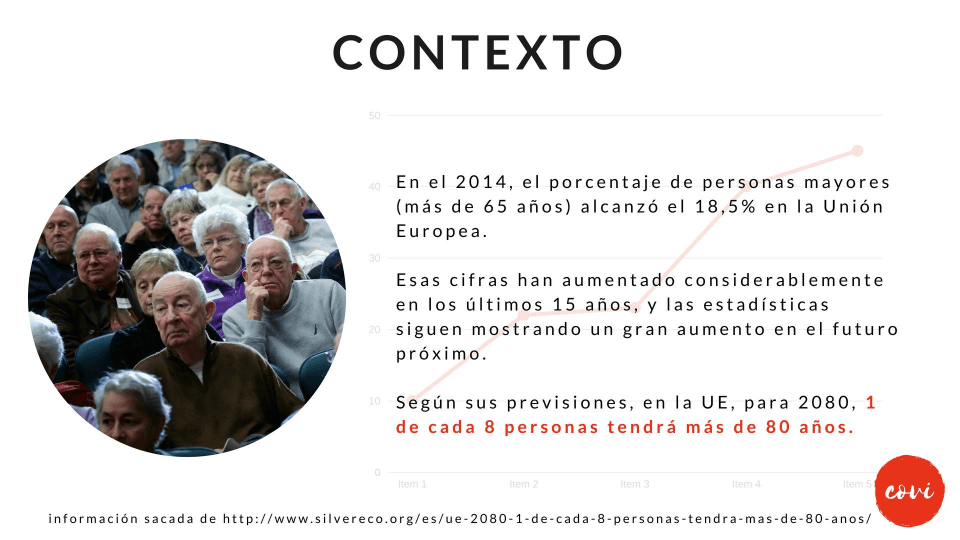 CONTEXTO
50
40
30
20
10
0
En el 2014, el porcentaje de personas mayores
(más de 65 años) alcanzó el 18,5% en la Unión
Europea.
Esas cifras han aumentado considerablemente
en los últimos 15 años, y las estadísticas
siguen mostrando un gran aumento en el futuro
próximo.
Según sus previsiones, en la UE, para 2080, 1
de cada 8 personas tendrá más de 80 años.
Item 1 Item 2 Item 3 Item 4 Item 5
covi
información sacada de http://www.silvereco.org/es/ue-2080-1-de-cada-8-personas-tendra-mas-de-80-anos/